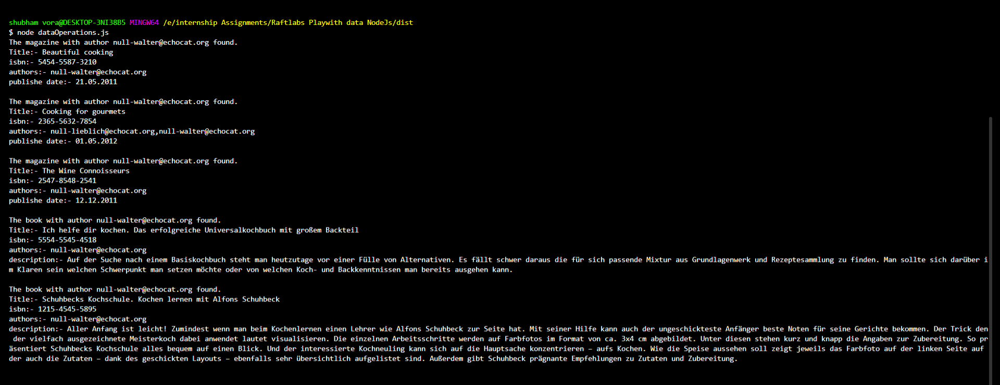 shubham vora@DESKTOP-3NI38B5 MINGW64 /e/internship Assignments/Raftlabs Playwith data NodeJs/dist
$ node dataOperations.js
The magazine with author null-walter@echocat.org found.
Title:- Beautiful cooking
isbn:- 5454-5587-3210
authors:- null-walter@echocat.org
publishe date:- 21.05.2011

The magazine with author null-walter@echocat.org found.
Title:- Cooking for gourmets
isbn:- 2365-5632-7854
authors:- null-lieblich@echocat.org,null-walter@echocat.org
publishe date:- 01.05.2012

The magazine with author null-walter@echocat.org found.
Title:- The Wine Connoisseurs
isbn:- 2547-8548-2541
authors:- null-walter@echocat.org
publishe date:- 12.12.2011

The book with author null-walter@echocat.org found.
Title:- Ich helfe dir kochen. Das erfolgreiche Universalkochbuch mit großem Backteil
isbn:- 5554-5545-4518
authors:- null-walter@echocat.org
description:- Auf der Suche nach einem Basiskochbuch steht man heutzutage vor einer Fülle von Alternativen. Es fällt schwer daraus die für sich passende Mixtur aus Grundlagenwerk und Rezeptesammlung zu finden. Man sollte sich darüber i
m Klaren sein welchen Schwerpunkt man setzen möchte oder von welchen Koch- und Backkenntnissen man bereits ausgehen kann.

The book with author null-walter@echocat.org found.
Title:- Schuhbecks Kochschule. Kochen lernen mit Alfons Schuhbeck
isbn:- 1215-4545-5895
authors:- null-walter@echocat.org
description:- Aller Anfang ist leicht! Zumindest wenn man beim Kochenlernen einen Lehrer wie Alfons Schuhbeck zur Seite hat. Mit seiner Hilfe kann auch der ungeschickteste Anfänger beste Noten für seine Gerichte bekommen. Der Trick den
 der vielfach ausgezeichnete Meisterkoch dabei anwendet lautet visualisieren. Die einzelnen Arbeitsschritte werden auf Farbfotos im Format von ca. 3x4 cm abgebildet. Unter diesen stehen kurz und knapp die Angaben zur Zubereitung. So pr
äsentiert Schuhbecks Kochschule alles bequem auf einen Blick. Und der interessierte Kochneuling kann sich auf die Hauptsache konzentrieren – aufs Kochen. Wie die Speise aussehen soll zeigt jeweils das Farbfoto auf der linken Seite auf
der auch die Zutaten – dank des geschickten Layouts – ebenfalls sehr übersichtlich aufgelistet sind. Außerdem gibt Schuhbeck prägnante Empfehlungen zu Zutaten und Zubereitung.